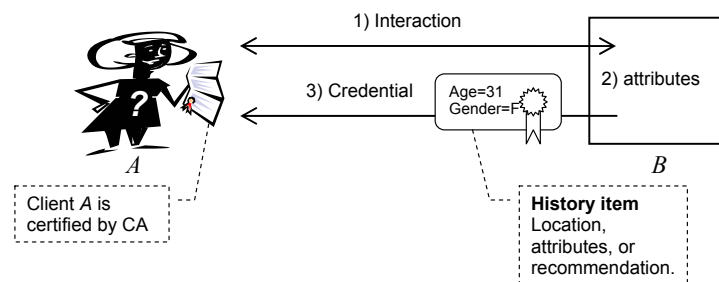 1) Interaction
2) attributes
3) Credential
Age=31
Gender=F
?
A
B
Client A is
certified by CA
History item
Location,
attributes, or
recommendation.